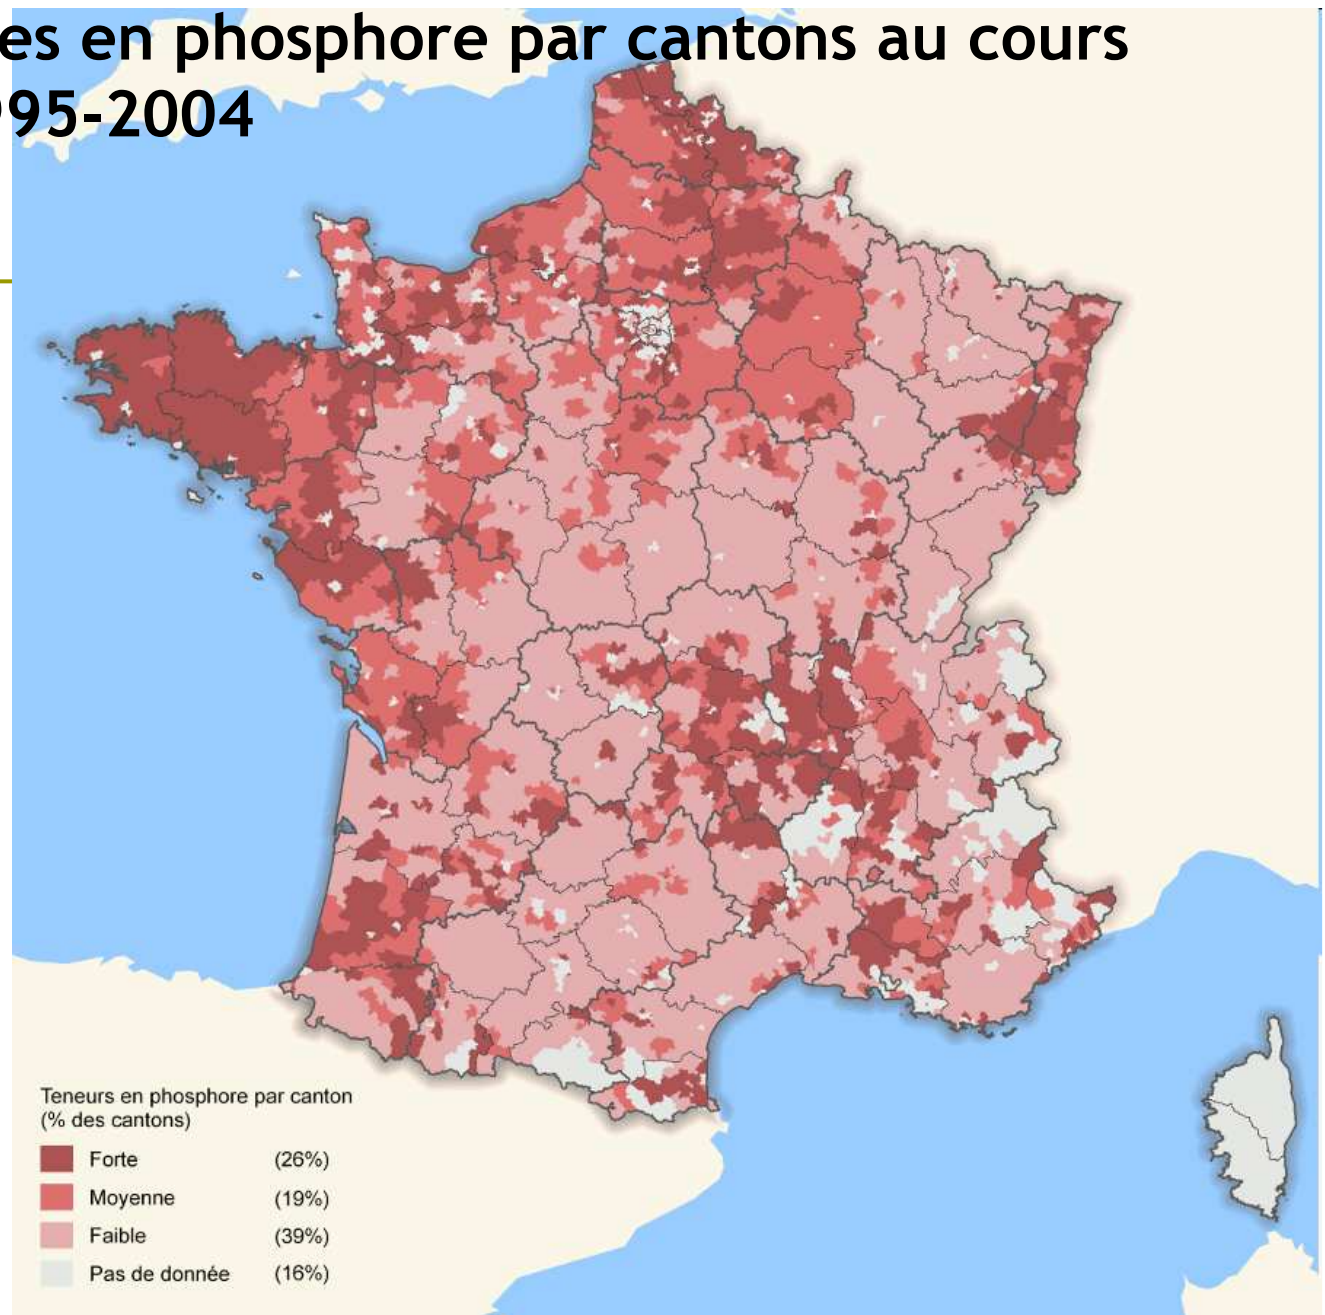 es en phosphore par cantons au cours
995-2004
Teneurs en phosphore par canton
(% des cantons)
Forte (26%)
Moyenne (19%)
Faible (39%)
Pas de donnée (16%)